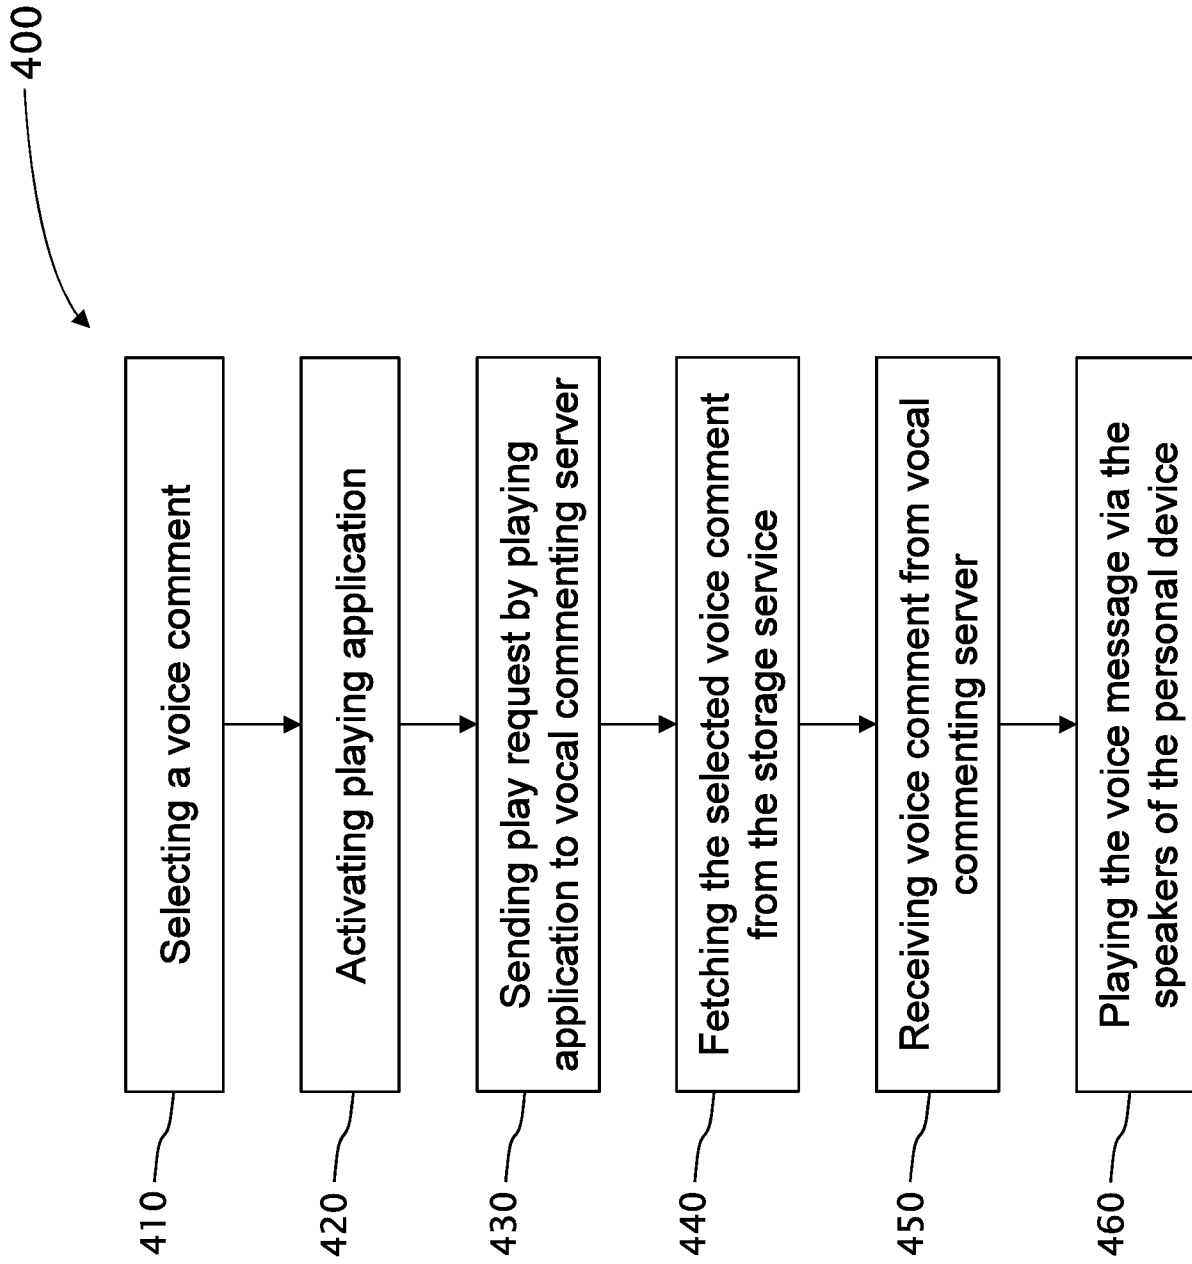 400
410
Selecting a voice comment
420
Activating playing application
430
Sending play request by playing
application to vocal commenting server
440
Fetching the selected voice comment
from the storage service
450
Receiving voice comment from vocal
commenting server
460
Playing the voice message via the
speakers of the personal device